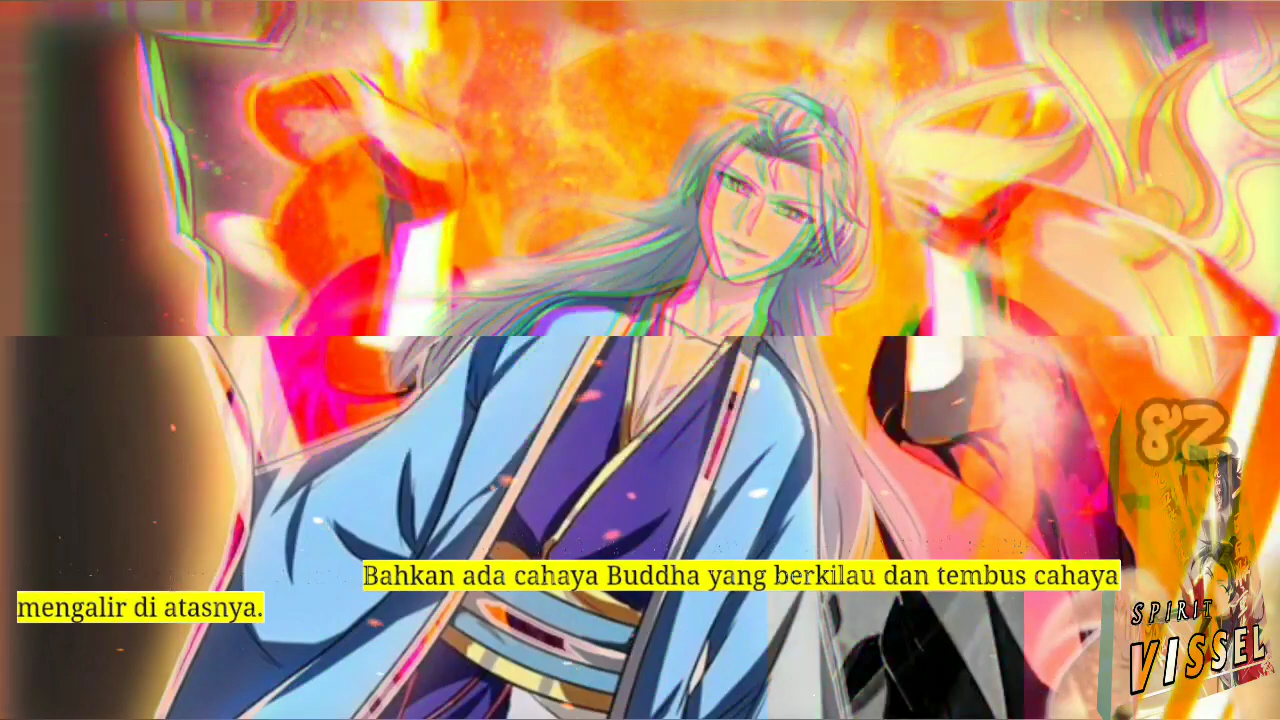 82
Bahkan ada cahaya Buddha yang berkilau dan tembus cahaya
mengalir di atasnya.
SPIRIT
VISSEL